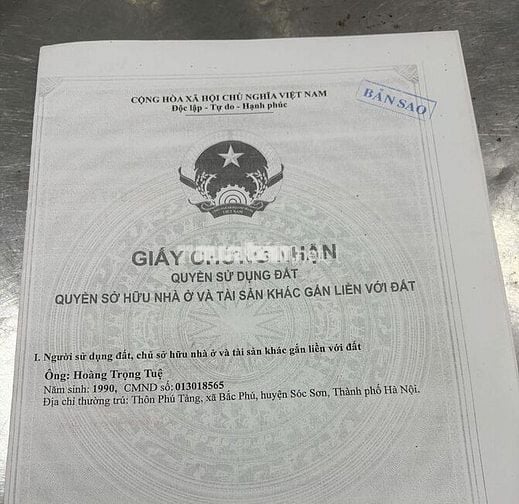 CỘNG HÒA XÃ HỘI CHỦ NGHĨA VIỆT NAM
Độc lập - Tự do - Hạnh phúc
BẢN SAO
VIỆT NAM
GIẤY CHỨNG NHẬN
QUYỀN SỬ DỤNG ĐẤT
QUYỀN SỞ HỮU NHÀ Ở VÀ TÀI SẢN KHÁC GẮN LIỀN VỚI ĐẤT
I. Người sử dụng đất, chủ sở hữu nhà ở và tài sản khác gắn liền với đất
Ông: Hoàng Trọng Tuệ
Năm sinh: 1990, CMND số: 013018565
Địa chỉ thường trú: Thôn Phú Tảng, xã Bắc Phú, huyện Sóc Sơn, Thành phố Hà Nội.